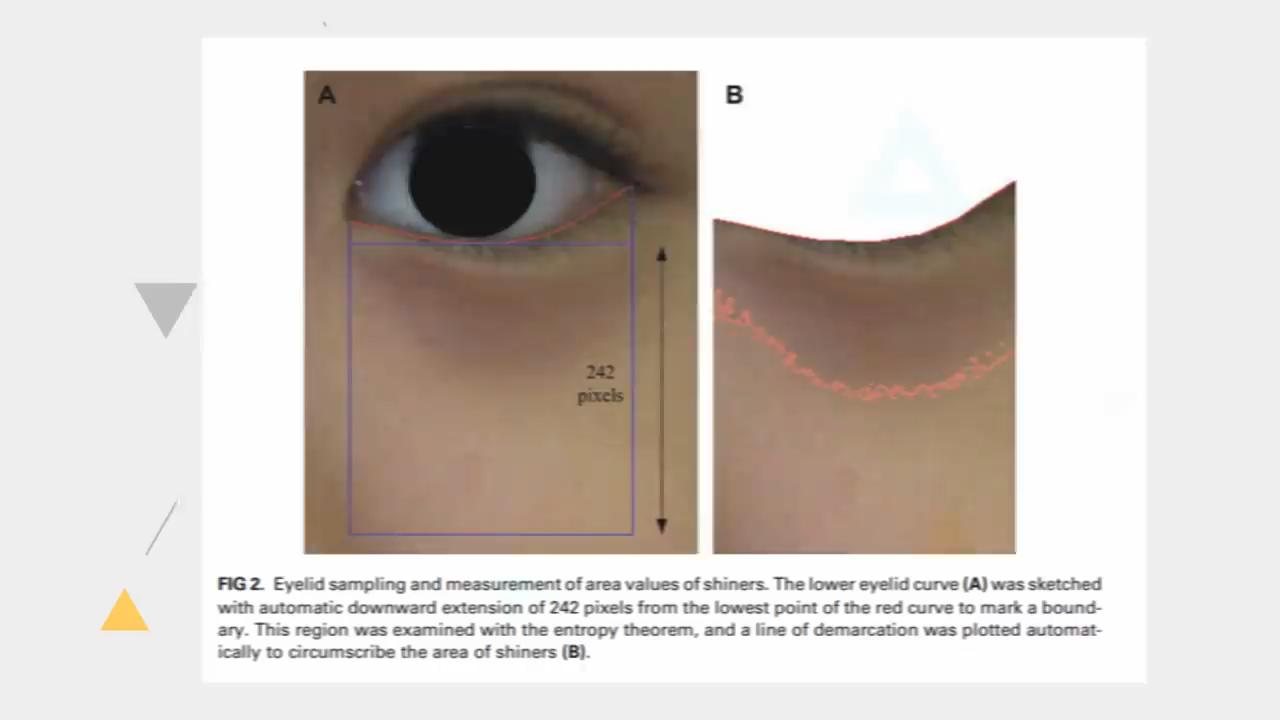 A
B
242
pixels
FIG 2. Eyelid sampling and measurement of area values of shiners. The lower eyelid curve (A) was sketched
with automatic downward extension of 242 pixels from the lowest point of the red curve to mark a bound-
ary. This region was examined with the entropy theorem, and a line of demarcation was plotted automat-
ically to circumscribe the area of shiners (B).